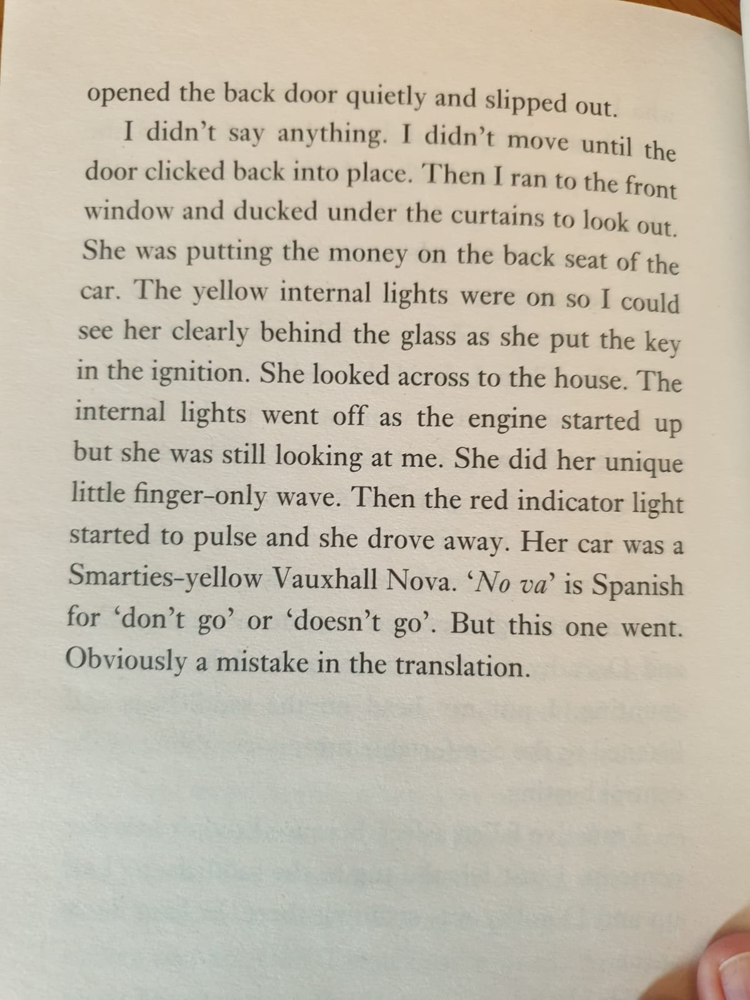 opened the back door quietly and slipped out.
I didn’t say anything. I didn’t move until the
door clicked back into place. Then I ran to the front
window and ducked under the curtains to look out.
She was putting the money on the back seat of the
car. The yellow internal lights were on so I could
see her clearly behind the glass as she put the key
in the ignition. She looked across to the house. The
internal lights went off as the engine started up
but she was still looking at me. She did her unique
little finger-only wave. Then the red indicator light
started to pulse and she drove away. Her car was a
Smarties-yellow Vauxhall Nova. ‘No va’ is Spanish
for ‘don’t go’ or ‘doesn’t go’. But this one went.
Obviously a mistake in the translation.